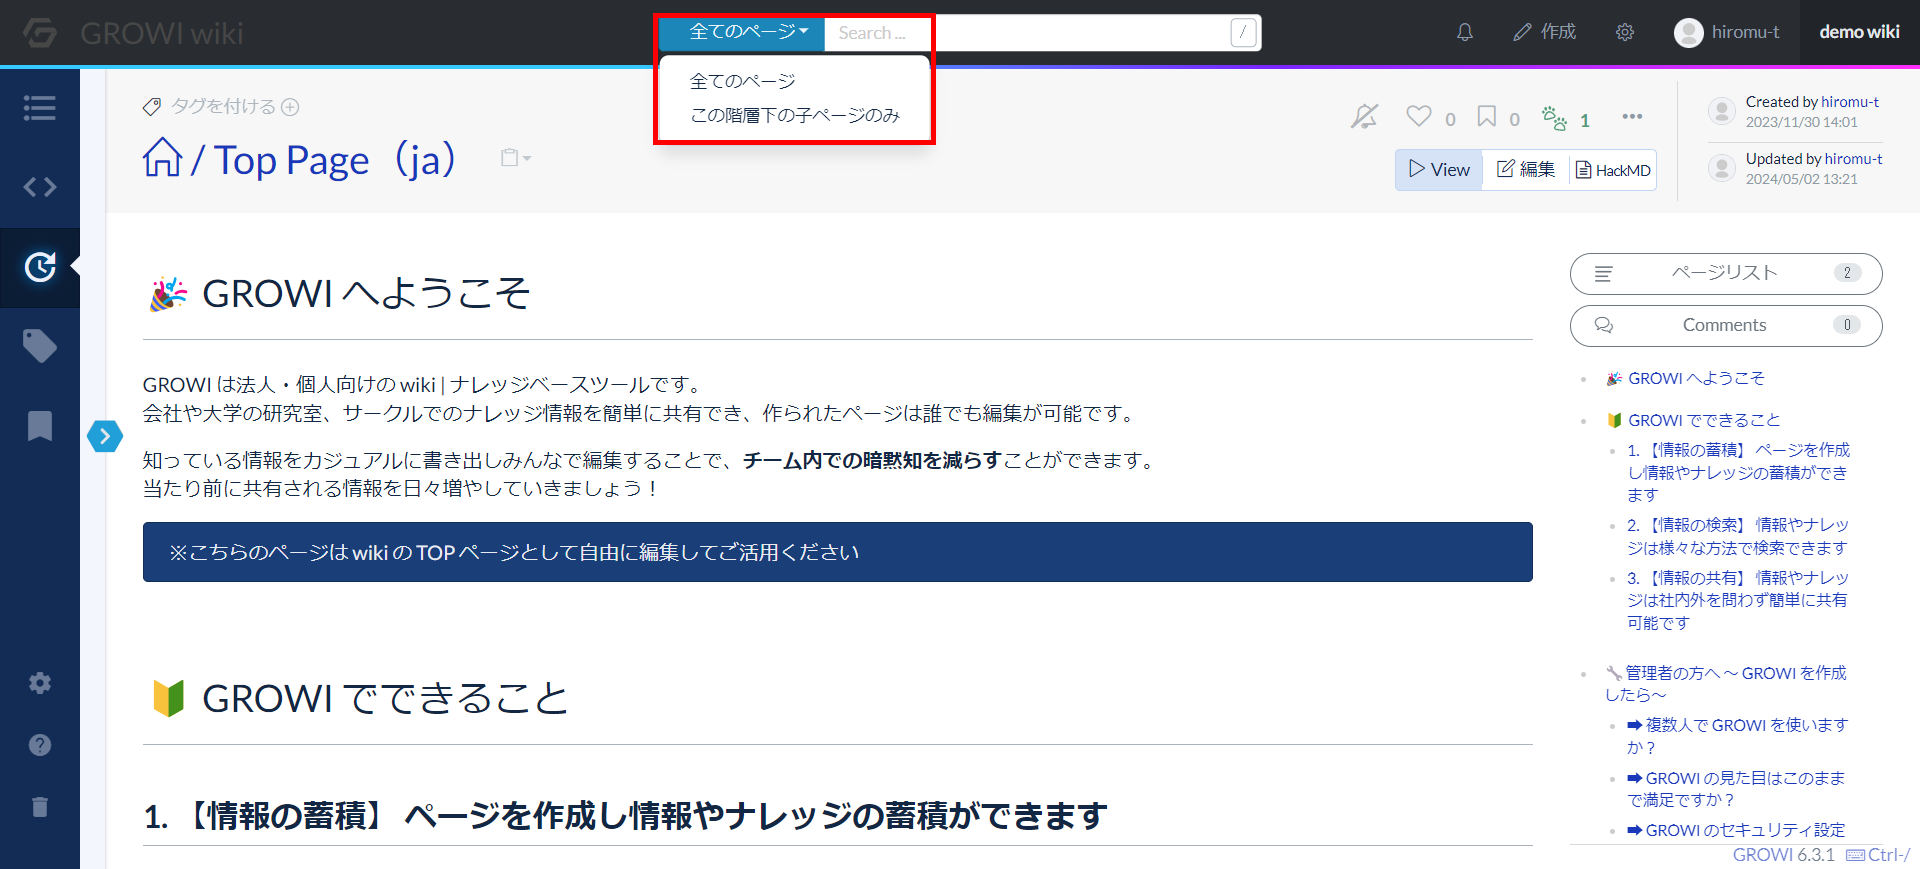 GROWI wiki
全てのページ
Search ...
/
作成
hiromu-t
demo wiki
全てのページ
この階層下の子ページのみ
タグを付ける
/ Top Page（ja）
0
0
1
View
編集
HackMD
Created by hiromu-t
2023/11/30 14:01
Updated by hiromu-t
2024/05/02 13:21
GROWI へようこそ
GROWI は法人・個人向けの wiki | ナレッジベースツールです。
会社や大学の研究室、サークルでのナレッジ情報を簡単に共有でき、作られたページは誰でも編集が可能です。
知っている情報をカジュアルに書き出しみんなで編集することで、チーム内での暗黙知を減らすことができます。
当たり前に共有される情報を日々増やしていきましょう！
※こちらのページは wiki の TOP ページとして自由に編集してご活用ください
GROWI でできること
1. 【情報の蓄積】 ページを作成し情報やナレッジの蓄積ができます
ページリスト
2
Comments
0
GROWI へようこそ
GROWI でできること
1. 【情報の蓄積】 ページを作成
し情報やナレッジの蓄積ができ
ます
2. 【情報の検索】 情報やナレッ
ジは様々な方法で検索できます
3. 【情報の共有】 情報やナレッ
ジは社内外を問わず簡単に共有
可能です
管理者の方へ 〜 GROWI を作成
したら〜
複数人で GROWI を使います
か？
GROWI の見た目はこのまま
で満足ですか？
GROWI のセキュリティ設定
GROWI 6.3.1
Ctrl-/